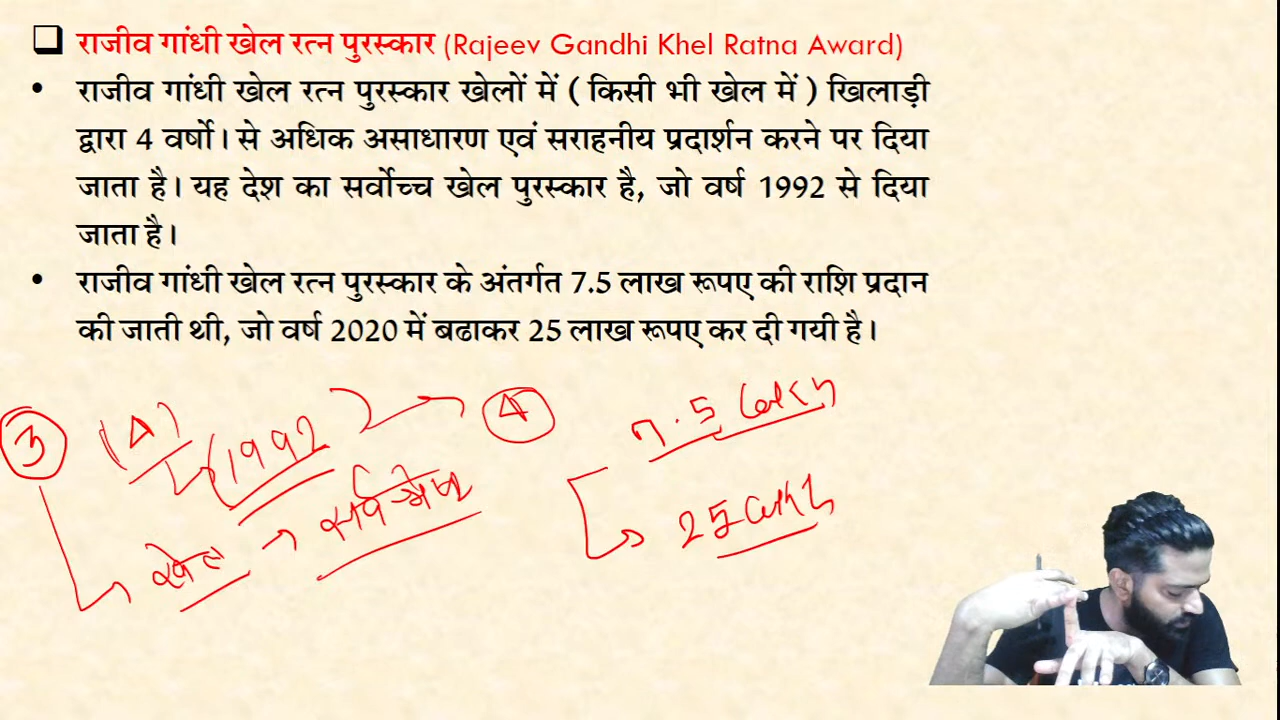 राजीव गांधी खेल रत्न पुरस्कार (Rajeev Gandhi Khel Ratna Award)
• राजीव गांधी खेल रत्न पुरस्कार खेलों में ( किसी भी खेल में ) खिलाड़ी
द्वारा 4 वर्षो। से अधिक असाधारण एवं सराहनीय प्रदार्शन करने पर दिया
जाता है। यह देश का सर्वोच्च खेल पुरस्कार है, जो वर्ष 1992 से दिया
जाता है।
• राजीव गांधी खेल रत्न पुरस्कार के अंतर्गत 7.5 लाख रूपए की राशि प्रदान
की जाती थी, जो वर्ष 2020 में बढाकर 25 लाख रूपए कर दी गयी है।
3 (1992) 4 7.5 लाख
खेल → सर्वश्रेष्ठ 25 लाख